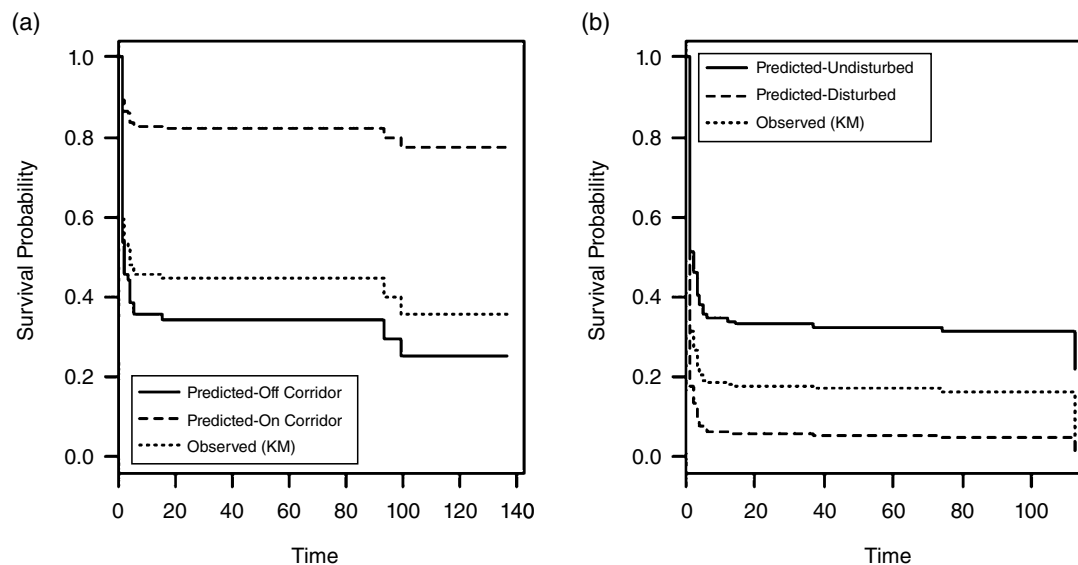 (a)
Survival Probability
1.0
0.8
0.6
0.4
0.2
0.0
Predicted-Off Corridor
Predicted-On Corridor
Observed (KM)
0 20 40 60 80 100 120 140
Time
(b)
Survival Probability
1.0
0.8
0.6
0.4
0.2
0.0
Predicted-Undisturbed
Predicted-Disturbed
Observed (KM)
0 20 40 60 80 100
Time